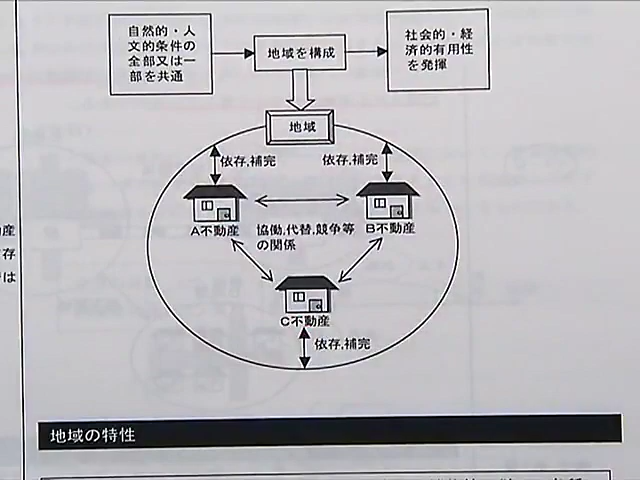 自然的・人
文的条件の
全部又は一
部を共通
地域を構成
社会的・経
済的有用性
を発揮
地域
依存,補完
依存,補完
A不動産
B不動産
協働,代替,競争等
の関係
C不動産
依存,補完
産
存
は
地域の特性